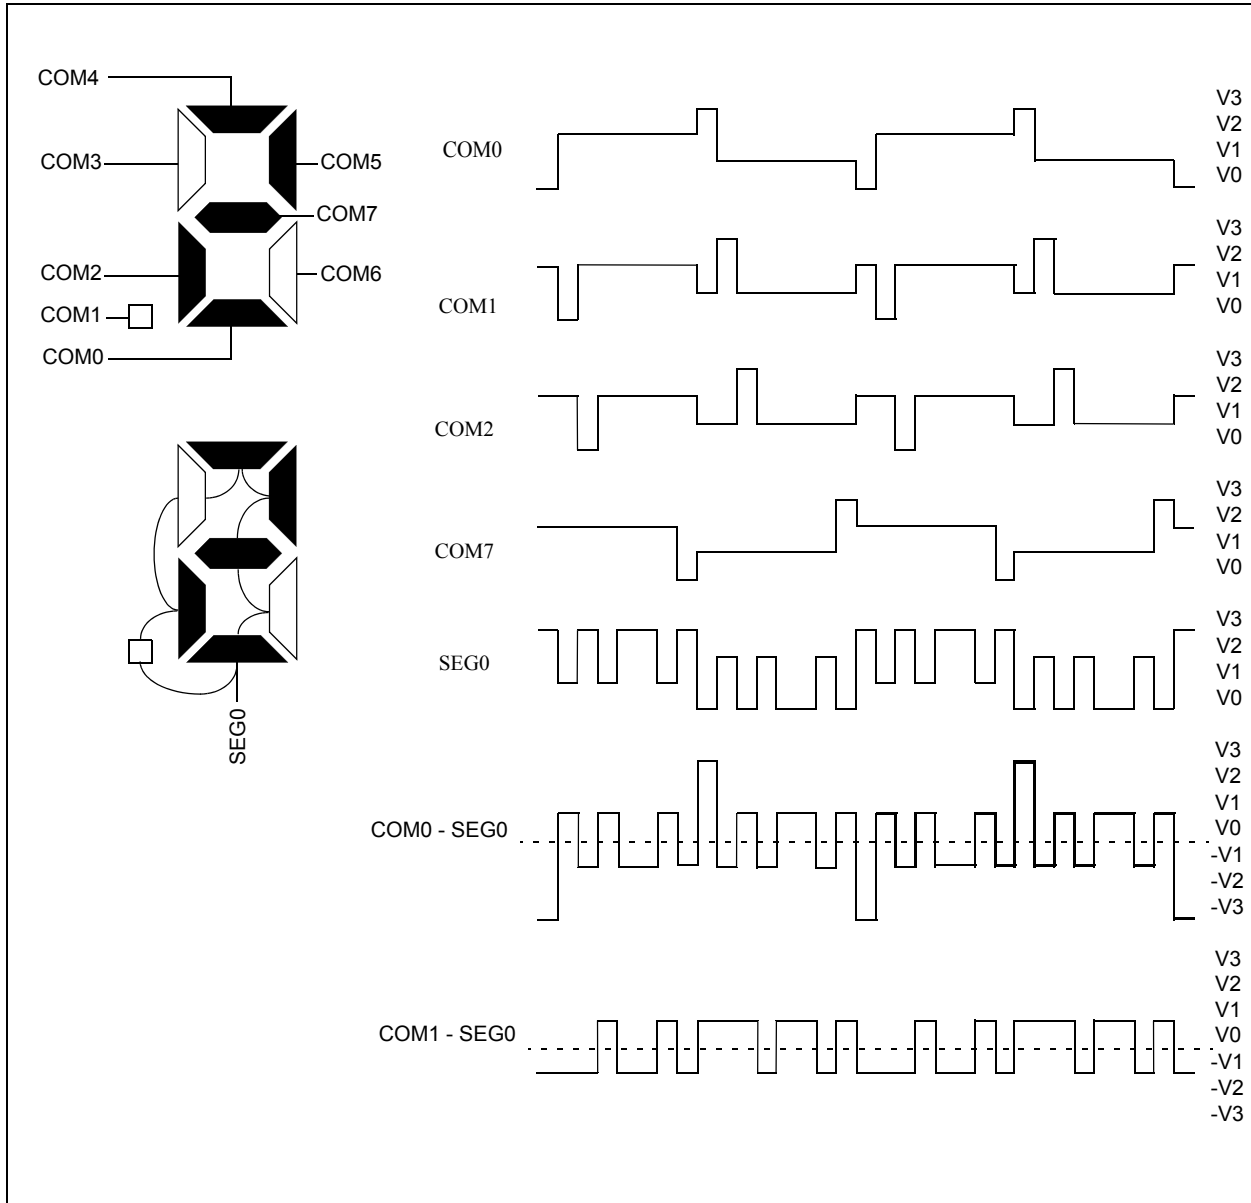 COM4
COM3
COM5
COM7
COM2
COM6
COM1
COM0
SEG0
COM0
V3
V2
V1
V0
COM1
V3
V2
V1
V0
COM2
V3
V2
V1
V0
COM7
V3
V2
V1
V0
SEG0
V3
V2
V1
V0
COM0 - SEG0
V3
V2
V1
V0
-V1
-V2
-V3
COM1 - SEG0
V3
V2
V1
V0
-V1
-V2
-V3